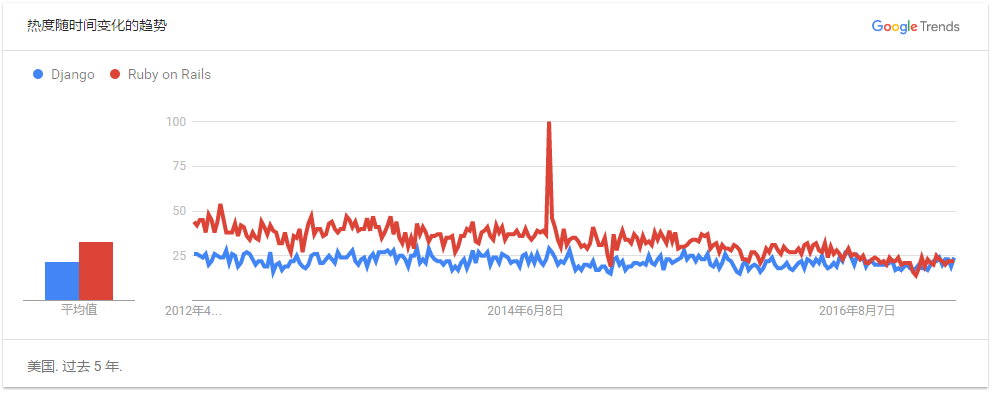 热度随时间变化的趋势
Google Trends
Django
Ruby on Rails
100
75
50
25
平均值
2012年4...
2014年6月8日
2016年8月7日
美国. 过去 5 年.